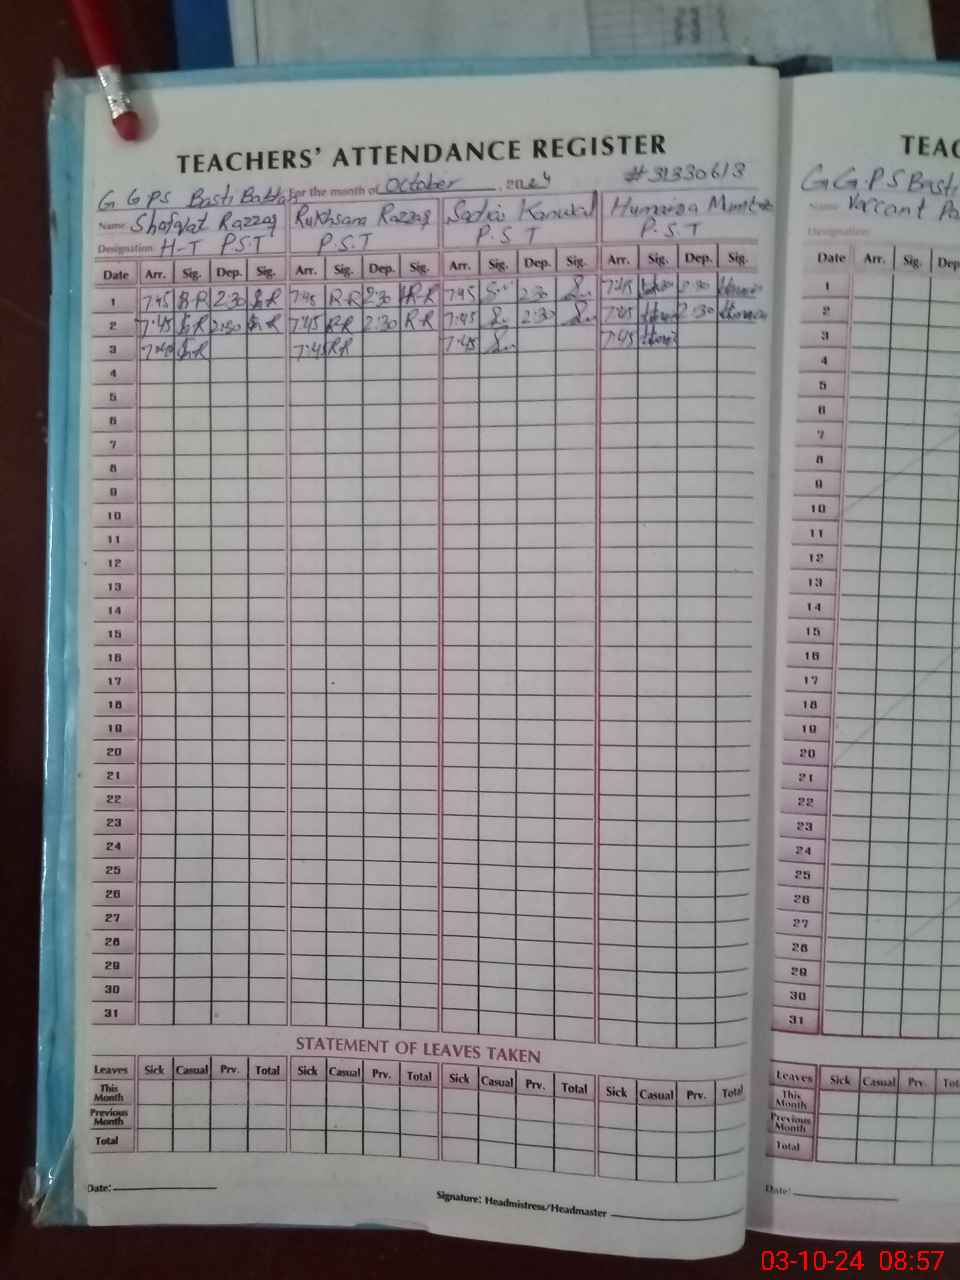 TEACHERS' ATTENDANCE REGISTER
G G PS Basti For the month of October, 2024 #31330613
Name Shafqat Razzaq Rukhsana Razzaq Sadia Kanwal Humaira
Designation H-T P.S.T P.S.T P.S.T P.S.T
Date Arr. Sig. Dep. Sig. Arr. Sig. Dep. Sig. Arr. Sig. Dep. Sig. Arr. Sig. Dep. Sig.
1 7:45 2:30 7:45 R-R 2:30 R-R 7:45 2:30 7:45 2:30
2 7:45 2:30 7:45 RR 2:30 R-R 7:45 2:30 7:45 2:30
3 7:45 RR 7:45 7:45
4
5
6
7
8
9
10
11
12
13
14
15
16
17
18
19
20
21
22
23
24
25
26
27
28
29
30
31
STATEMENT OF LEAVES TAKEN
Leaves Sick Casual Prv. Total Sick Casual Prv. Total Sick Casual Prv. Total Sick Casual Prv. Total
This Month
Previous Month
Total
Date:
Signature: Headmistress/Headmaster
TEAC
G G.P.S Basti
Name
Designation:
Date Arr. Sig. Dep
1
2
3
4
5
6
7
8
9
10
11
12
13
14
15
16
17
18
19
20
21
22
23
24
25
26
27
28
29
30
31
Leaves Sick Casual Prv. Tot
This Month
Previous Month
Total
Date:
03-10-24 08:57